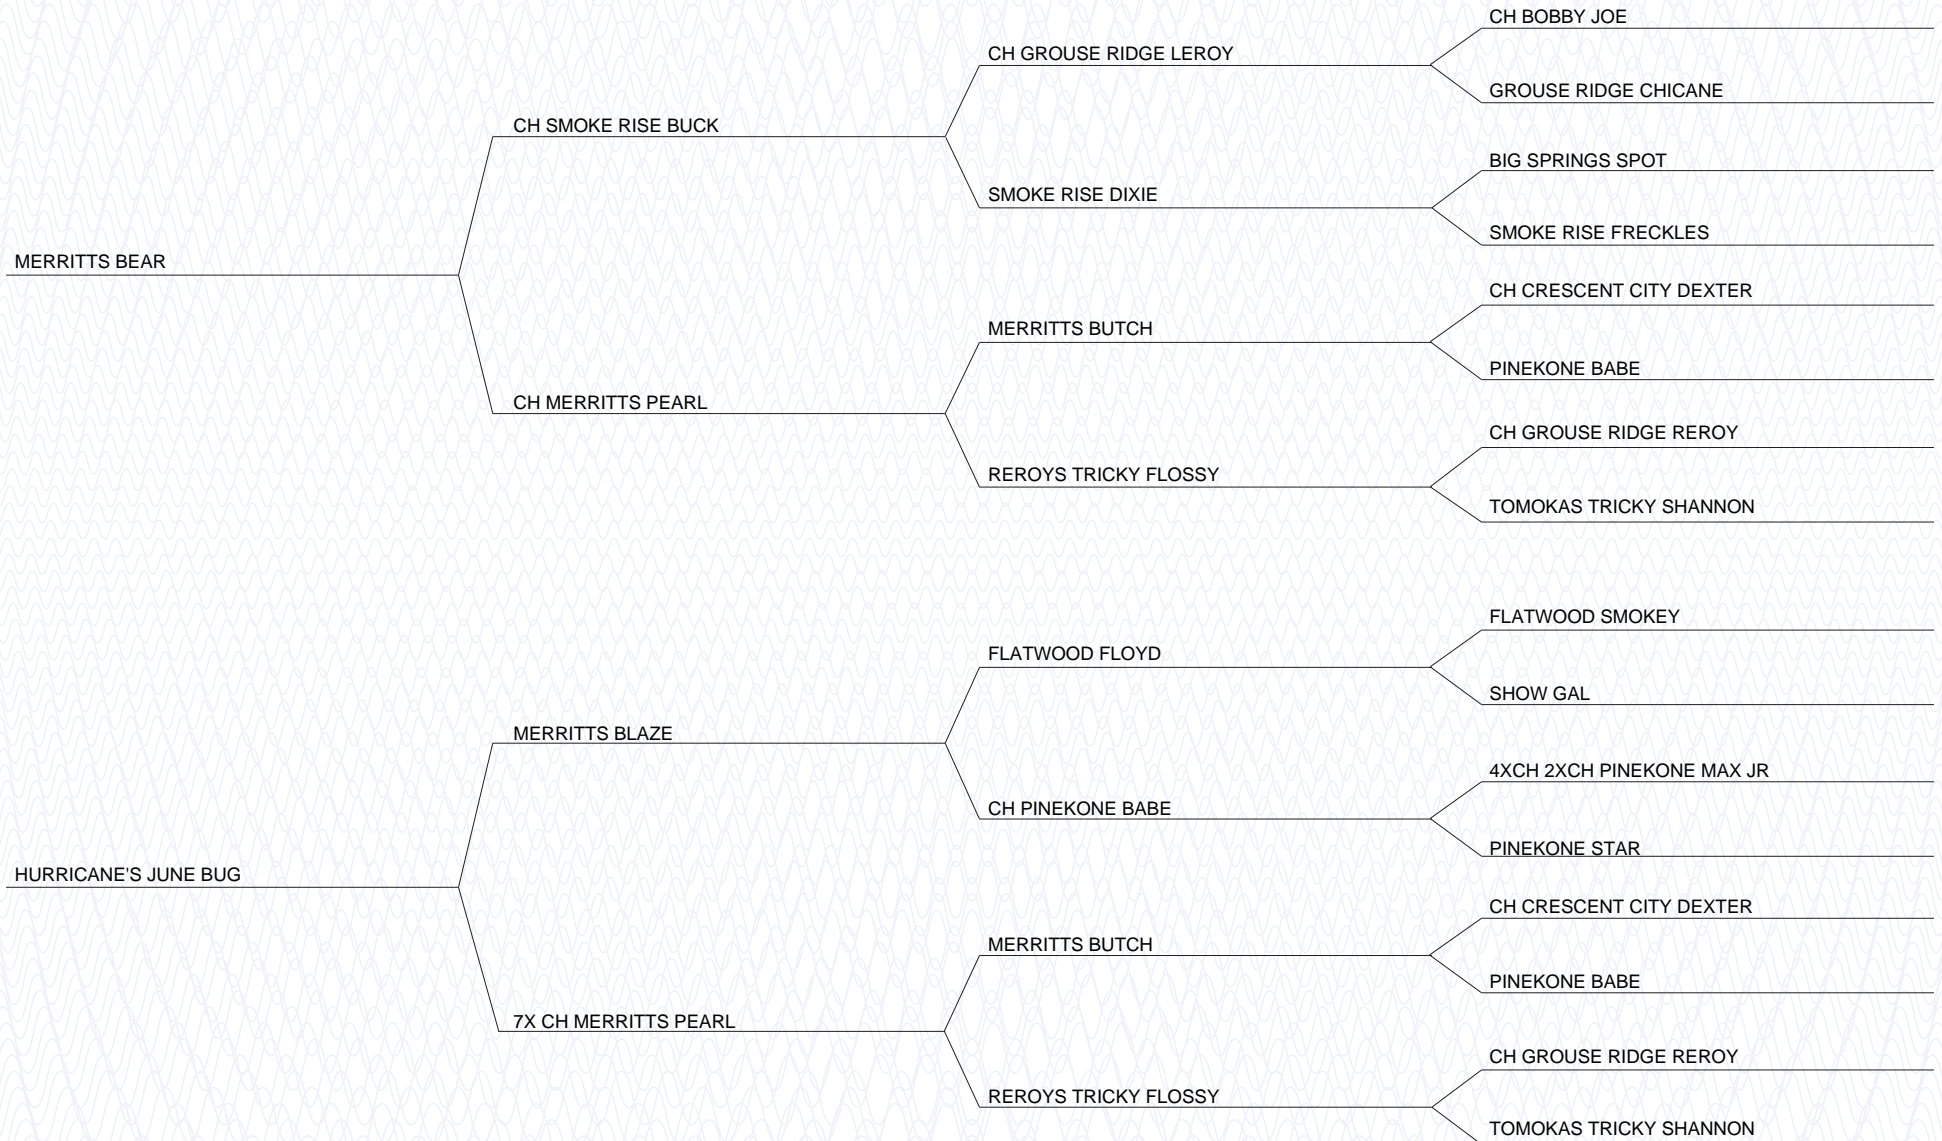 CH BOBBY JOE
CH GROUSE RIDGE LEROY
GROUSE RIDGE CHICANE
CH SMOKE RISE BUCK
BIG SPRINGS SPOT
SMOKE RISE DIXIE
SMOKE RISE FRECKLES
MERRITTS BEAR
CH CRESCENT CITY DEXTER
MERRITTS BUTCH
PINEKONE BABE
CH MERRITTS PEARL
CH GROUSE RIDGE REROY
REROYS TRICKY FLOSSY
TOMOKAS TRICKY SHANNON
FLATWOOD SMOKEY
FLATWOOD FLOYD
SHOW GAL
MERRITTS BLAZE
4XCH 2XCH PINEKONE MAX JR
CH PINEKONE BABE
PINEKONE STAR
HURRICANE'S JUNE BUG
CH CRESCENT CITY DEXTER
MERRITTS BUTCH
PINEKONE BABE
7X CH MERRITTS PEARL
CH GROUSE RIDGE REROY
REROYS TRICKY FLOSSY
TOMOKAS TRICKY SHANNON